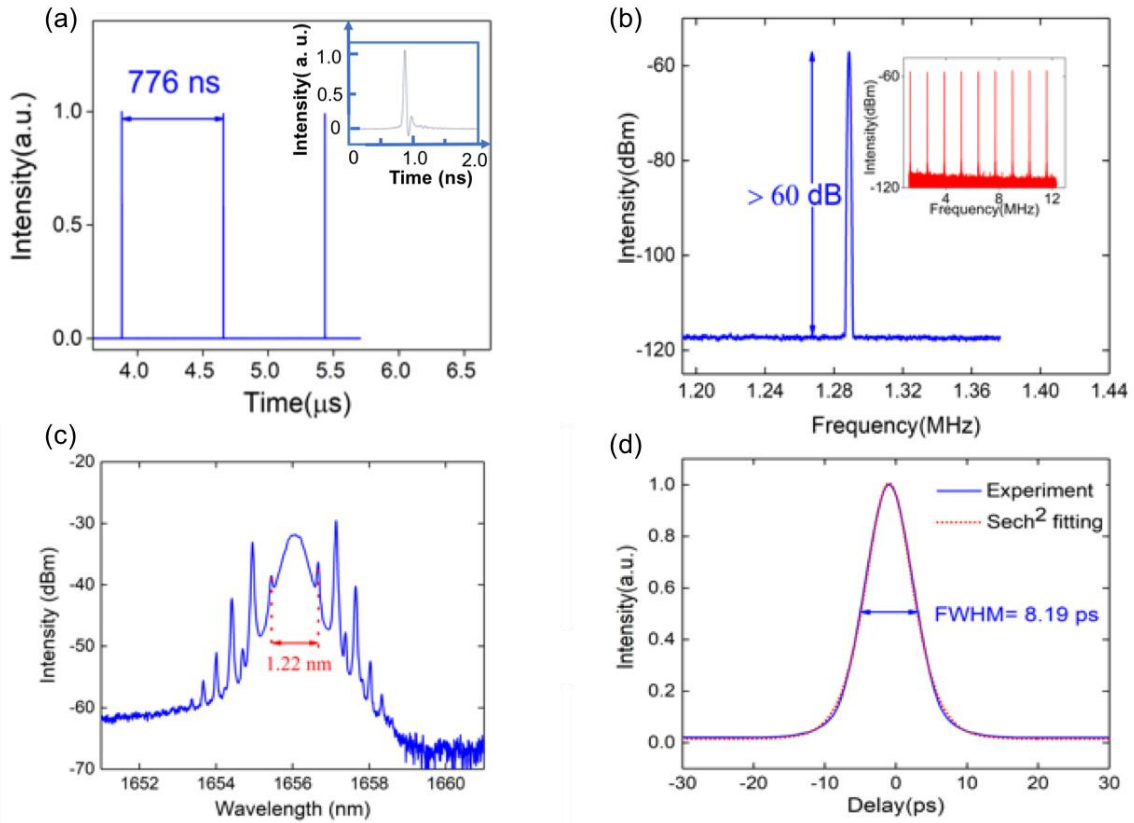 (a)
776 ns
Intensity(a.u.)
1.0
0.5
0.0
4.0 4.5 5.0 5.5 6.0 6.5
Time(μs)
Intensity( a. u.)
1.0
0.5
0
0 1.0 2.0
Time (ns)
(b)
Intensity(dBm)
-60
-80
-100
-120
> 60 dB
1.20 1.24 1.28 1.32 1.36 1.40 1.44
Frequency(MHz)
Intensity(dBm)
-60
-120
4 8 12
Frequency(MHz)
(c)
Intensity (dBm)
-20
-30
-40
-50
-60
-70
1.22 nm
1652 1654 1656 1658 1660
Wavelength (nm)
(d)
Intensity(a.u.)
1.0
0.8
0.6
0.4
0.2
0.0
Experiment
Sech² fitting
FWHM= 8.19 ps
-30 -20 -10 0 10 20 30
Delay(ps)